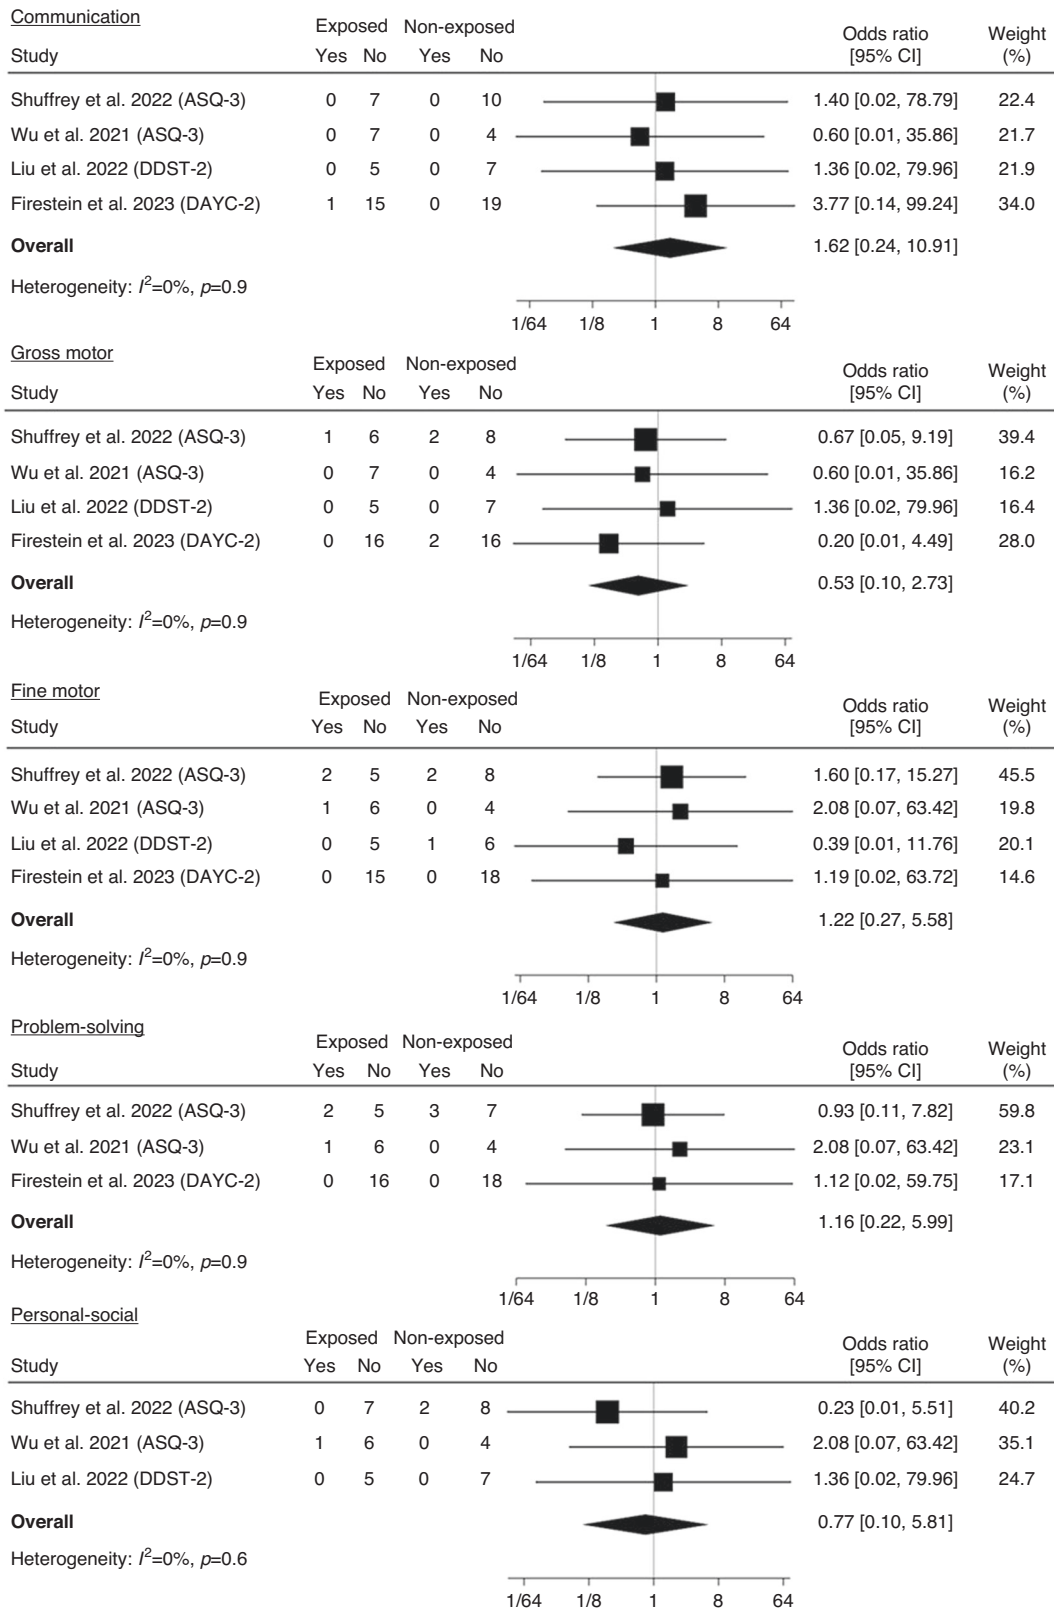 Communication
Exposed Non-exposed Odds ratio Weight
Study Yes No Yes No [95% CI] (%)
Shuffrey et al. 2022 (ASQ-3) 0 7 0 10 1.40 [0.02, 78.79] 22.4
Wu et al. 2021 (ASQ-3) 0 7 0 4 0.60 [0.01, 35.86] 21.7
Liu et al. 2022 (DDST-2) 0 5 0 7 1.36 [0.02, 79.96] 21.9
Firestein et al. 2023 (DAYC-2) 1 15 0 19 3.77 [0.14, 99.24] 34.0
Overall 1.62 [0.24, 10.91]
Heterogeneity: I²=0%, p=0.9
1/64 1/8 1 8 64
Gross motor
Exposed Non-exposed Odds ratio Weight
Study Yes No Yes No [95% CI] (%)
Shuffrey et al. 2022 (ASQ-3) 1 6 2 8 0.67 [0.05, 9.19] 39.4
Wu et al. 2021 (ASQ-3) 0 7 0 4 0.60 [0.01, 35.86] 16.2
Liu et al. 2022 (DDST-2) 0 5 0 7 1.36 [0.02, 79.96] 16.4
Firestein et al. 2023 (DAYC-2) 0 16 2 16 0.20 [0.01, 4.49] 28.0
Overall 0.53 [0.10, 2.73]
Heterogeneity: I²=0%, p=0.9
1/64 1/8 1 8 64
Fine motor
Exposed Non-exposed Odds ratio Weight
Study Yes No Yes No [95% CI] (%)
Shuffrey et al. 2022 (ASQ-3) 2 5 2 8 1.60 [0.17, 15.27] 45.5
Wu et al. 2021 (ASQ-3) 1 6 0 4 2.08 [0.07, 63.42] 19.8
Liu et al. 2022 (DDST-2) 0 5 1 6 0.39 [0.01, 11.76] 20.1
Firestein et al. 2023 (DAYC-2) 0 15 0 18 1.19 [0.02, 63.72] 14.6
Overall 1.22 [0.27, 5.58]
Heterogeneity: I²=0%, p=0.9
1/64 1/8 1 8 64
Problem-solving
Exposed Non-exposed Odds ratio Weight
Study Yes No Yes No [95% CI] (%)
Shuffrey et al. 2022 (ASQ-3) 2 5 3 7 0.93 [0.11, 7.82] 59.8
Wu et al. 2021 (ASQ-3) 1 6 0 4 2.08 [0.07, 63.42] 23.1
Firestein et al. 2023 (DAYC-2) 0 16 0 18 1.12 [0.02, 59.75] 17.1
Overall 1.16 [0.22, 5.99]
Heterogeneity: I²=0%, p=0.9
1/64 1/8 1 8 64
Personal-social
Exposed Non-exposed Odds ratio Weight
Study Yes No Yes No [95% CI] (%)
Shuffrey et al. 2022 (ASQ-3) 0 7 2 8 0.23 [0.01, 5.51] 40.2
Wu et al. 2021 (ASQ-3) 1 6 0 4 2.08 [0.07, 63.42] 35.1
Liu et al. 2022 (DDST-2) 0 5 0 7 1.36 [0.02, 79.96] 24.7
Overall 0.77 [0.10, 5.81]
Heterogeneity: I²=0%, p=0.6
1/64 1/8 1 8 64